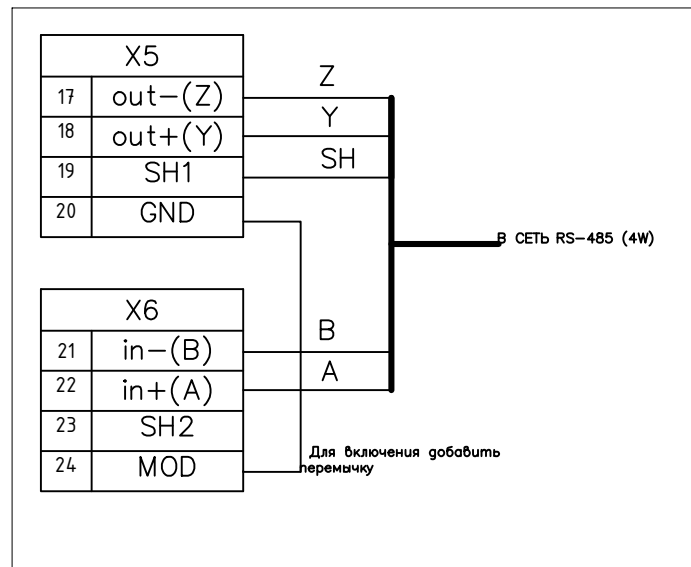 X5
17 out-(Z) Z
18 out+(Y) Y
19 SH1 SH
20 GND
В СЕТЬ RS-485 (4W)
X6
21 in-(B) B
22 in+(A) A
23 SH2
24 MOD
Для включения добавить
перемычку